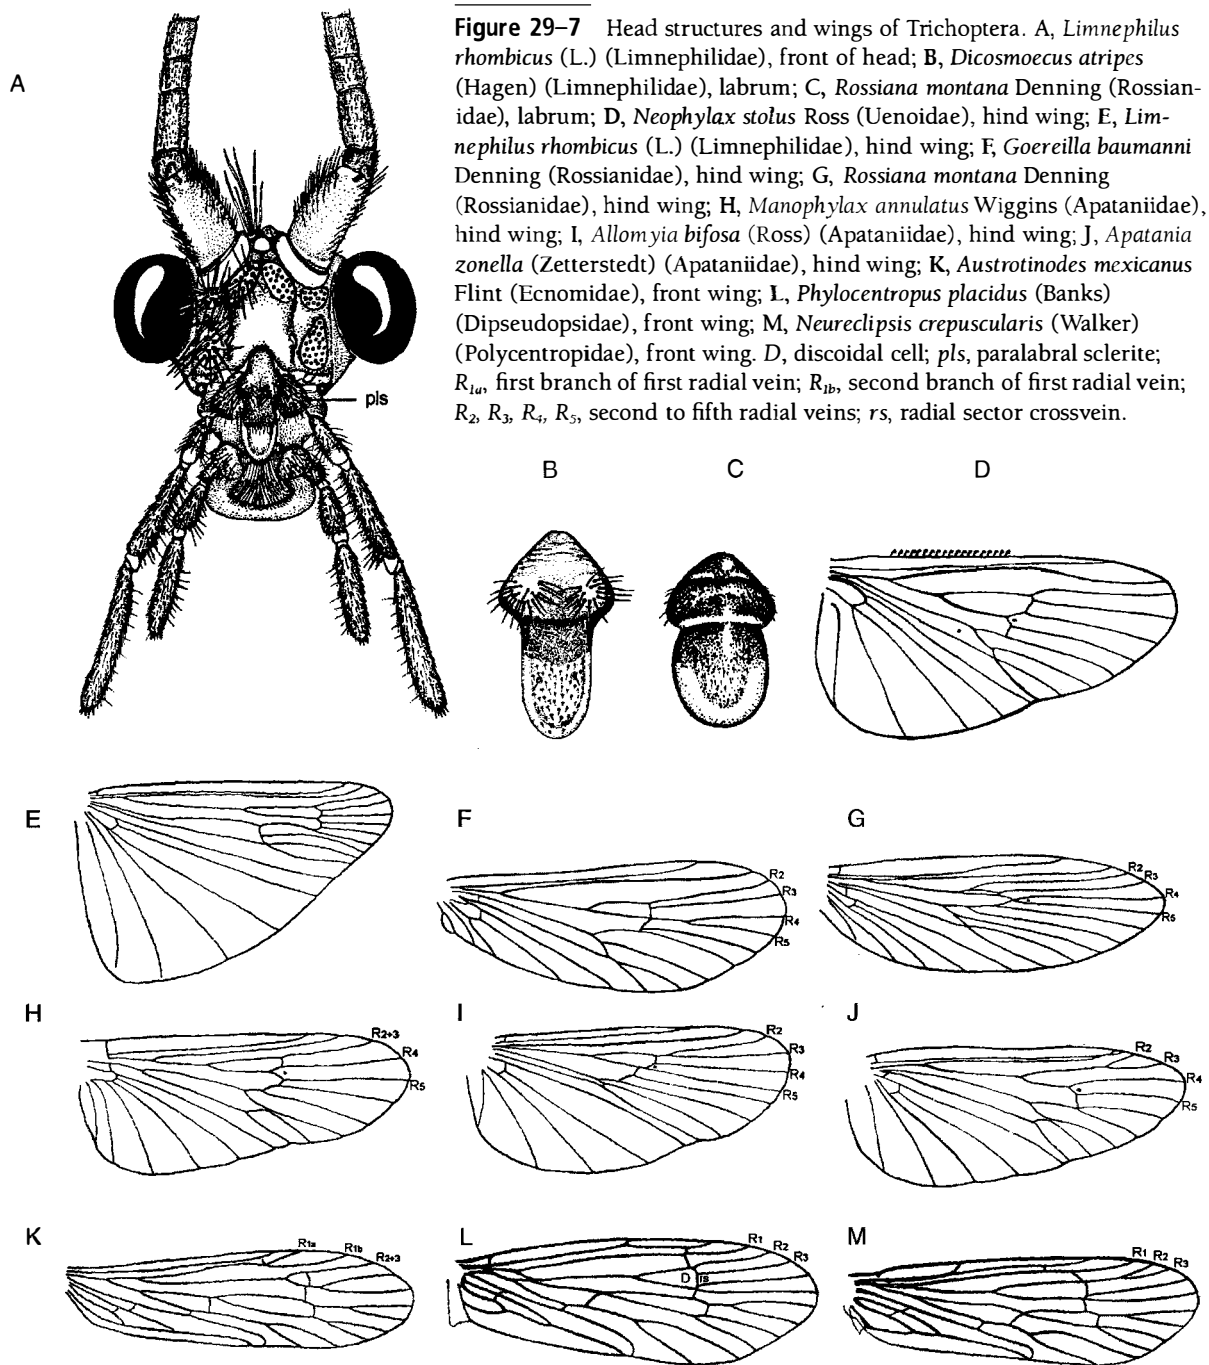 Figure 29–7 Head structures and wings of Trichoptera. A, Limnephilus
rhombicus (L.) (Limnephilidae), front of head; B, Dicosmoecus atripes
(Hagen) (Limnephilidae), labrum; C, Rossiana montana Denning (Rossian-
idae), labrum; D, Neophylax stolus Ross (Uenoidae), hind wing; E, Lim-
nephilus rhombicus (L.) (Limnephilidae), hind wing; F, Goereilla baumanni
Denning (Rossianidae), hind wing; G, Rossiana montana Denning
(Rossianidae), hind wing; H, Manophylax annulatus Wiggins (Apataniidae),
hind wing; I, Allomyia bifosa (Ross) (Apataniidae), hind wing; J, Apatania
zonella (Zetterstedt) (Apataniidae), hind wing; K, Austrotinodes mexicanus
Flint (Ecnomidae), front wing; L, Phylocentropus placidus (Banks)
(Dipseudopsidae), front wing; M, Neureclipsis crepuscularis (Walker)
(Polycentropidae), front wing. D, discoidal cell; pls, paralabral sclerite;
R1a, first branch of first radial vein; R1b, second branch of first radial vein;
R2, R3, R4, R5, second to fifth radial veins; rs, radial sector crossvein.
A
pls
B
C
D
E
F
R2
R3
R4
R5
G
R2
R3
R4
R5
H
R2+3
R4
R5
I
R2
R3
R4
R5
J
R2
R3
R4
R5
K
R1a
R1b
R2+3
L
R1
R2
R3
D
rs
M
R1
R2
R3